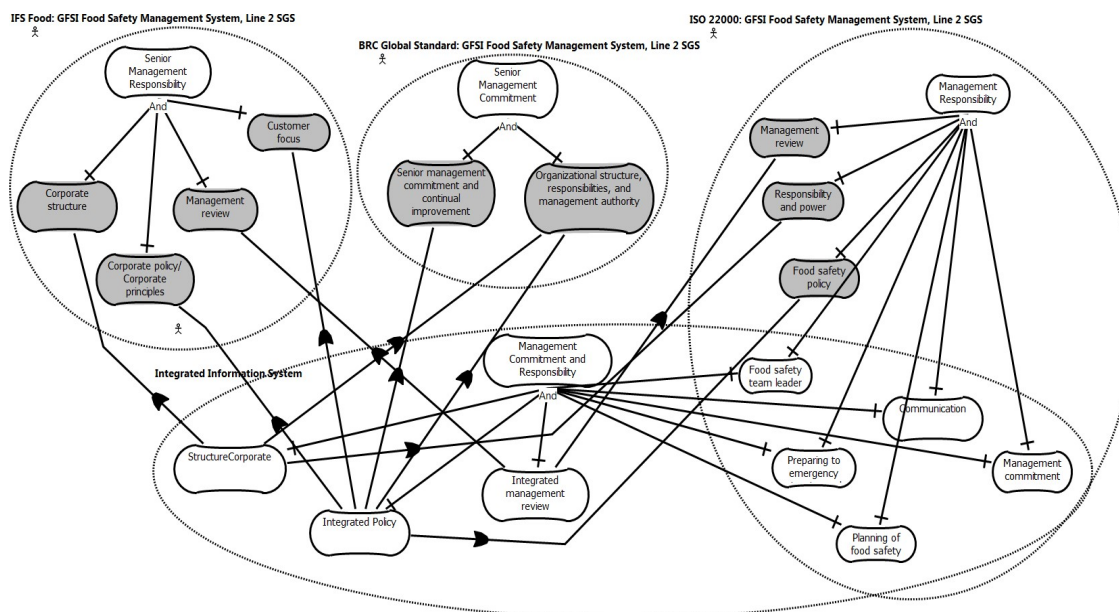 IFS Food: GFSI Food Safety Management System, Line 2 SGS
Senior
Management
Responsibility
And
Customer
focus
Corporate
structure
Management
review
Corporate policy/
Corporate
principles
BRC Global Standard: GFSI Food Safety Management System, Line 2 SGS
Senior
Management
Commitment
And
Senior management
commitment and
continual
improvement
Organizational structure,
responsibilities, and
management authority
ISO 22000: GFSI Food Safety Management System, Line 2 SGS
Management
Responsibility
And
Management
review
Responsibility
and power
Food safety
policy
Integrated Information System
Management
Commitment and
Responsibility
And
Food safety
team leader
Communication
StructureCorporate
Integrated Policy
Integrated
management
review
Preparing to
emergency
Management
commitment
Planning of
food safety